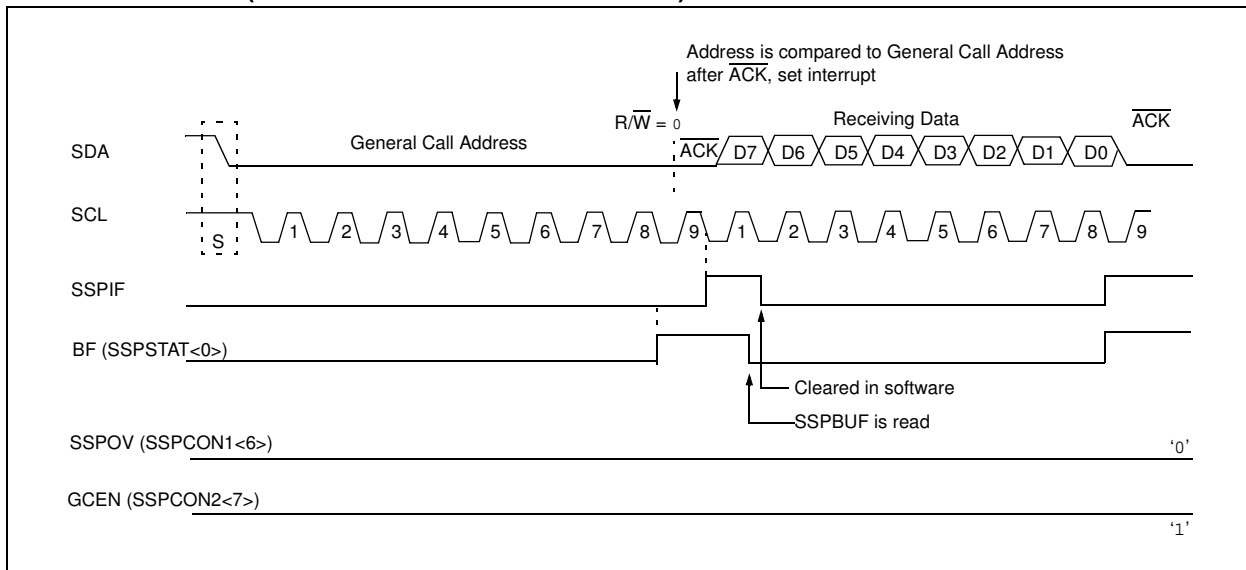 Address is compared to General Call Address
after ACK, set interrupt
R/W = 0
Receiving Data
ACK
SDA
General Call Address
ACK
D7 D6 D5 D4 D3 D2 D1 D0
SCL
S
1 2 3 4 5 6 7 8 9 1 2 3 4 5 6 7 8 9
SSPIF
BF (SSPSTAT<0>)
Cleared in software
SSPBUF is read
SSPOV (SSPCON1<6>)
‘0’
GCEN (SSPCON2<7>)
‘1’